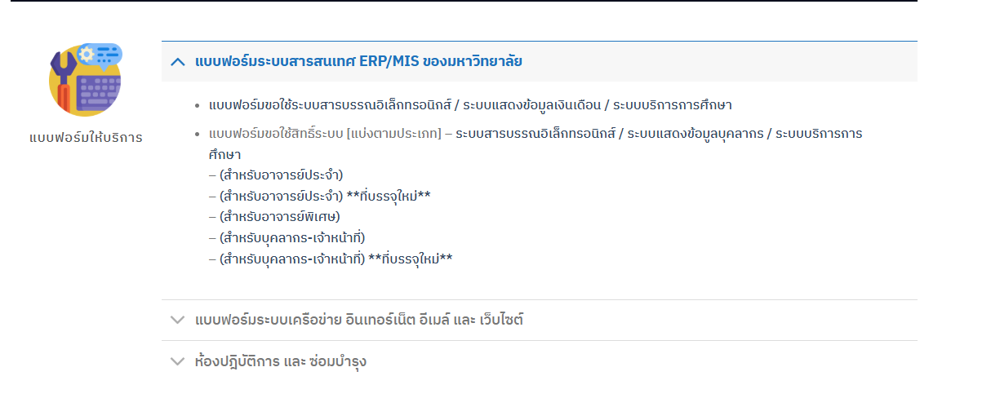 แบบฟอร์มให้บริการ
แบบฟอร์มระบบสารสนเทศ ERP/MIS ของมหาวิทยาลัย
• แบบฟอร์มขอใช้ระบบสารบรรณอิเล็กทรอนิกส์ / ระบบแสดงข้อมูลเงินเดือน / ระบบบริการการศึกษา
• แบบฟอร์มขอใช้สิทธิ์ระบบ [แบ่งตามประเภท] – ระบบสารบรรณอิเล็กทรอนิกส์ / ระบบแสดงข้อมูลบุคลากร / ระบบบริการการ
ศึกษา
– (สำหรับอาจารย์ประจำ)
– (สำหรับอาจารย์ประจำ) **ที่บรรจุใหม่**
– (สำหรับอาจารย์พิเศษ)
– (สำหรับบุคลากร-เจ้าหน้าที่)
– (สำหรับบุคลากร-เจ้าหน้าที่) **ที่บรรจุใหม่**
แบบฟอร์มระบบเครือข่าย อินเทอร์เน็ต อีเมล์ และ เว็บไซต์
ห้องปฎิบัติการ และ ซ่อมบำรุง